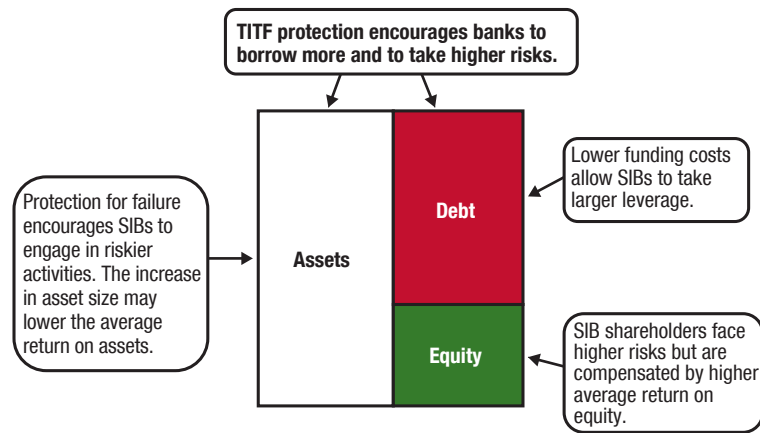 TITF protection encourages banks to
borrow more and to take higher risks.
Protection for failure
encourages SIBs to
engage in riskier
activities. The increase
in asset size may
lower the average
return on assets.
Assets
Debt
Equity
Lower funding costs
allow SIBs to take
larger leverage.
SIB shareholders face
higher risks but are
compensated by higher
average return on
equity.